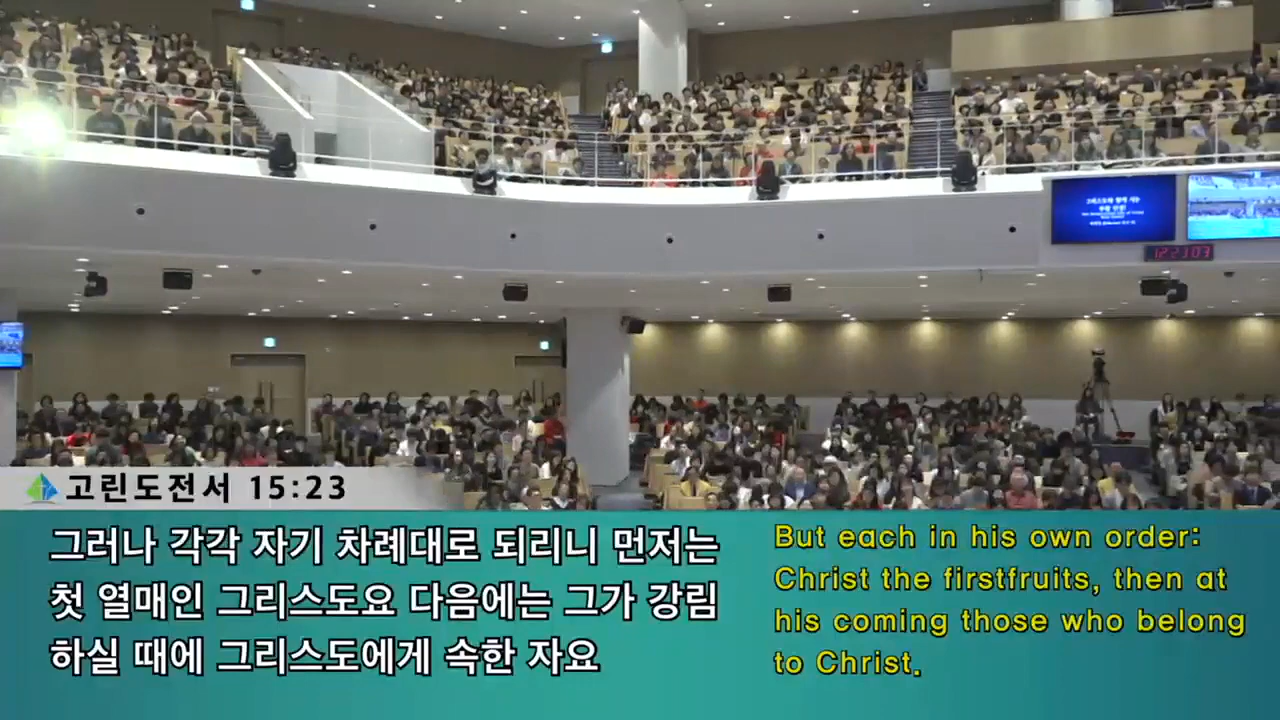 12:23:03
고린도전서 15:23
그러나 각각 자기 차례대로 되리니 먼저는
첫 열매인 그리스도요 다음에는 그가 강림
하실 때에 그리스도에게 속한 자요
But each in his own order:
Christ the firstfruits, then at
his coming those who belong
to Christ.